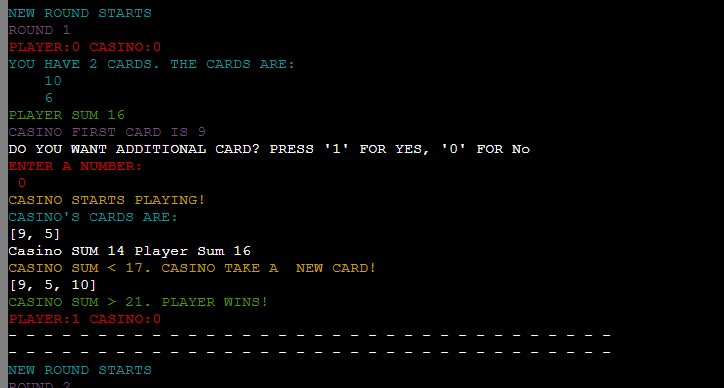 NEW ROUND STARTS
ROUND 1
PLAYER:0 CASINO:0
YOU HAVE 2 CARDS. THE CARDS ARE:
10
6
PLAYER SUM 16
CASINO FIRST CARD IS 9
DO YOU WANT ADDITIONAL CARD? PRESS '1' FOR YES, '0' FOR No
ENTER A NUMBER:
0
CASINO STARTS PLAYING!
CASINO'S CARDS ARE:
[9, 5]
Casino SUM 14 Player Sum 16
CASINO SUM < 17. CASINO TAKE A  NEW CARD!
[9, 5, 10]
CASINO SUM > 21. PLAYER WINS!
PLAYER:1 CASINO:0
- - - - - - - - - - - - - - - - - - - - - - - - - - - - - - - - - - -
- - - - - - - - - - - - - - - - - - - - - - - - - - - - - - - - - - -
NEW ROUND STARTS
ROUND 2